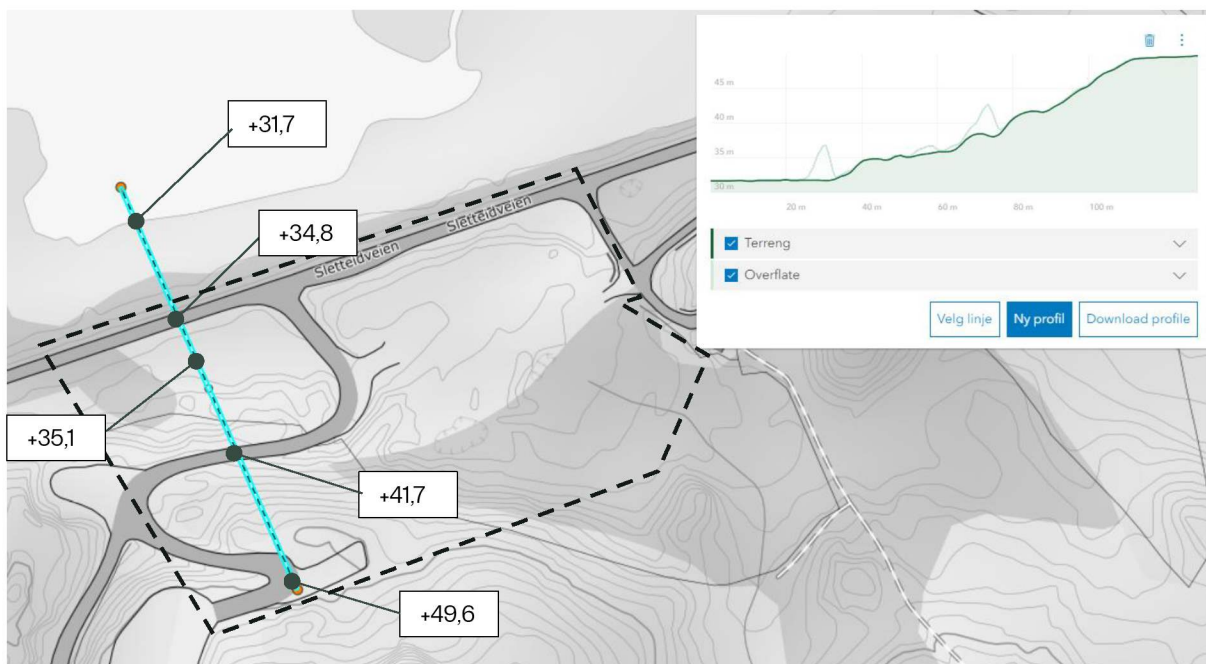 +31,7
+34,8
+35,1
+41,7
+49,6
Sletteidveien
Sletteidveien
45 m
40 m
35 m
30 m
20 m
40 m
60 m
80 m
100 m
Terreng
Overflate
Velg linje
Ny profil
Download profile